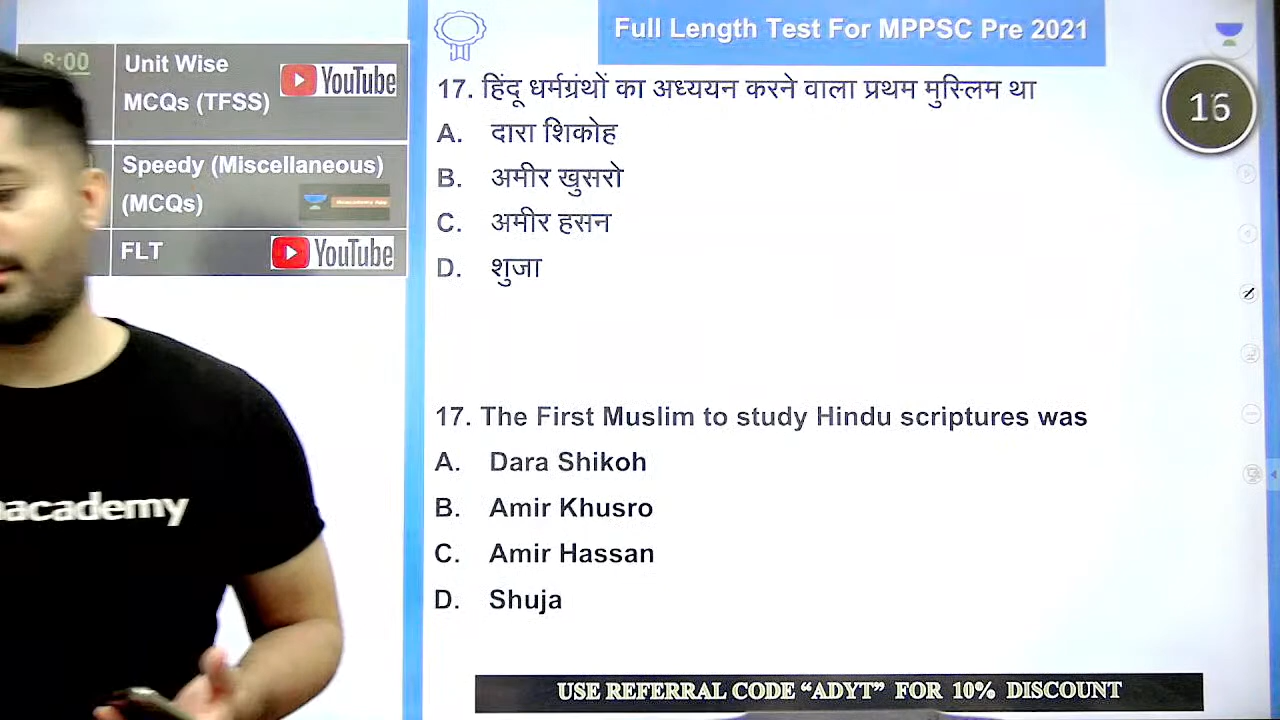 Full Length Test For MPPSC Pre 2021
8:00
Unit Wise
MCQs (TFSS)
YouTube
Speedy (Miscellaneous)
(MCQs)
FLT
YouTube
16
17. हिंदू धर्मग्रंथों का अध्ययन करने वाला प्रथम मुस्लिम था
A. दारा शिकोह
B. अमीर खुसरो
C. अमीर हसन
D. शुजा
17. The First Muslim to study Hindu scriptures was
A. Dara Shikoh
B. Amir Khusro
C. Amir Hassan
D. Shuja
nacademy
USE REFERRAL CODE “ADYT” FOR 10% DISCOUNT